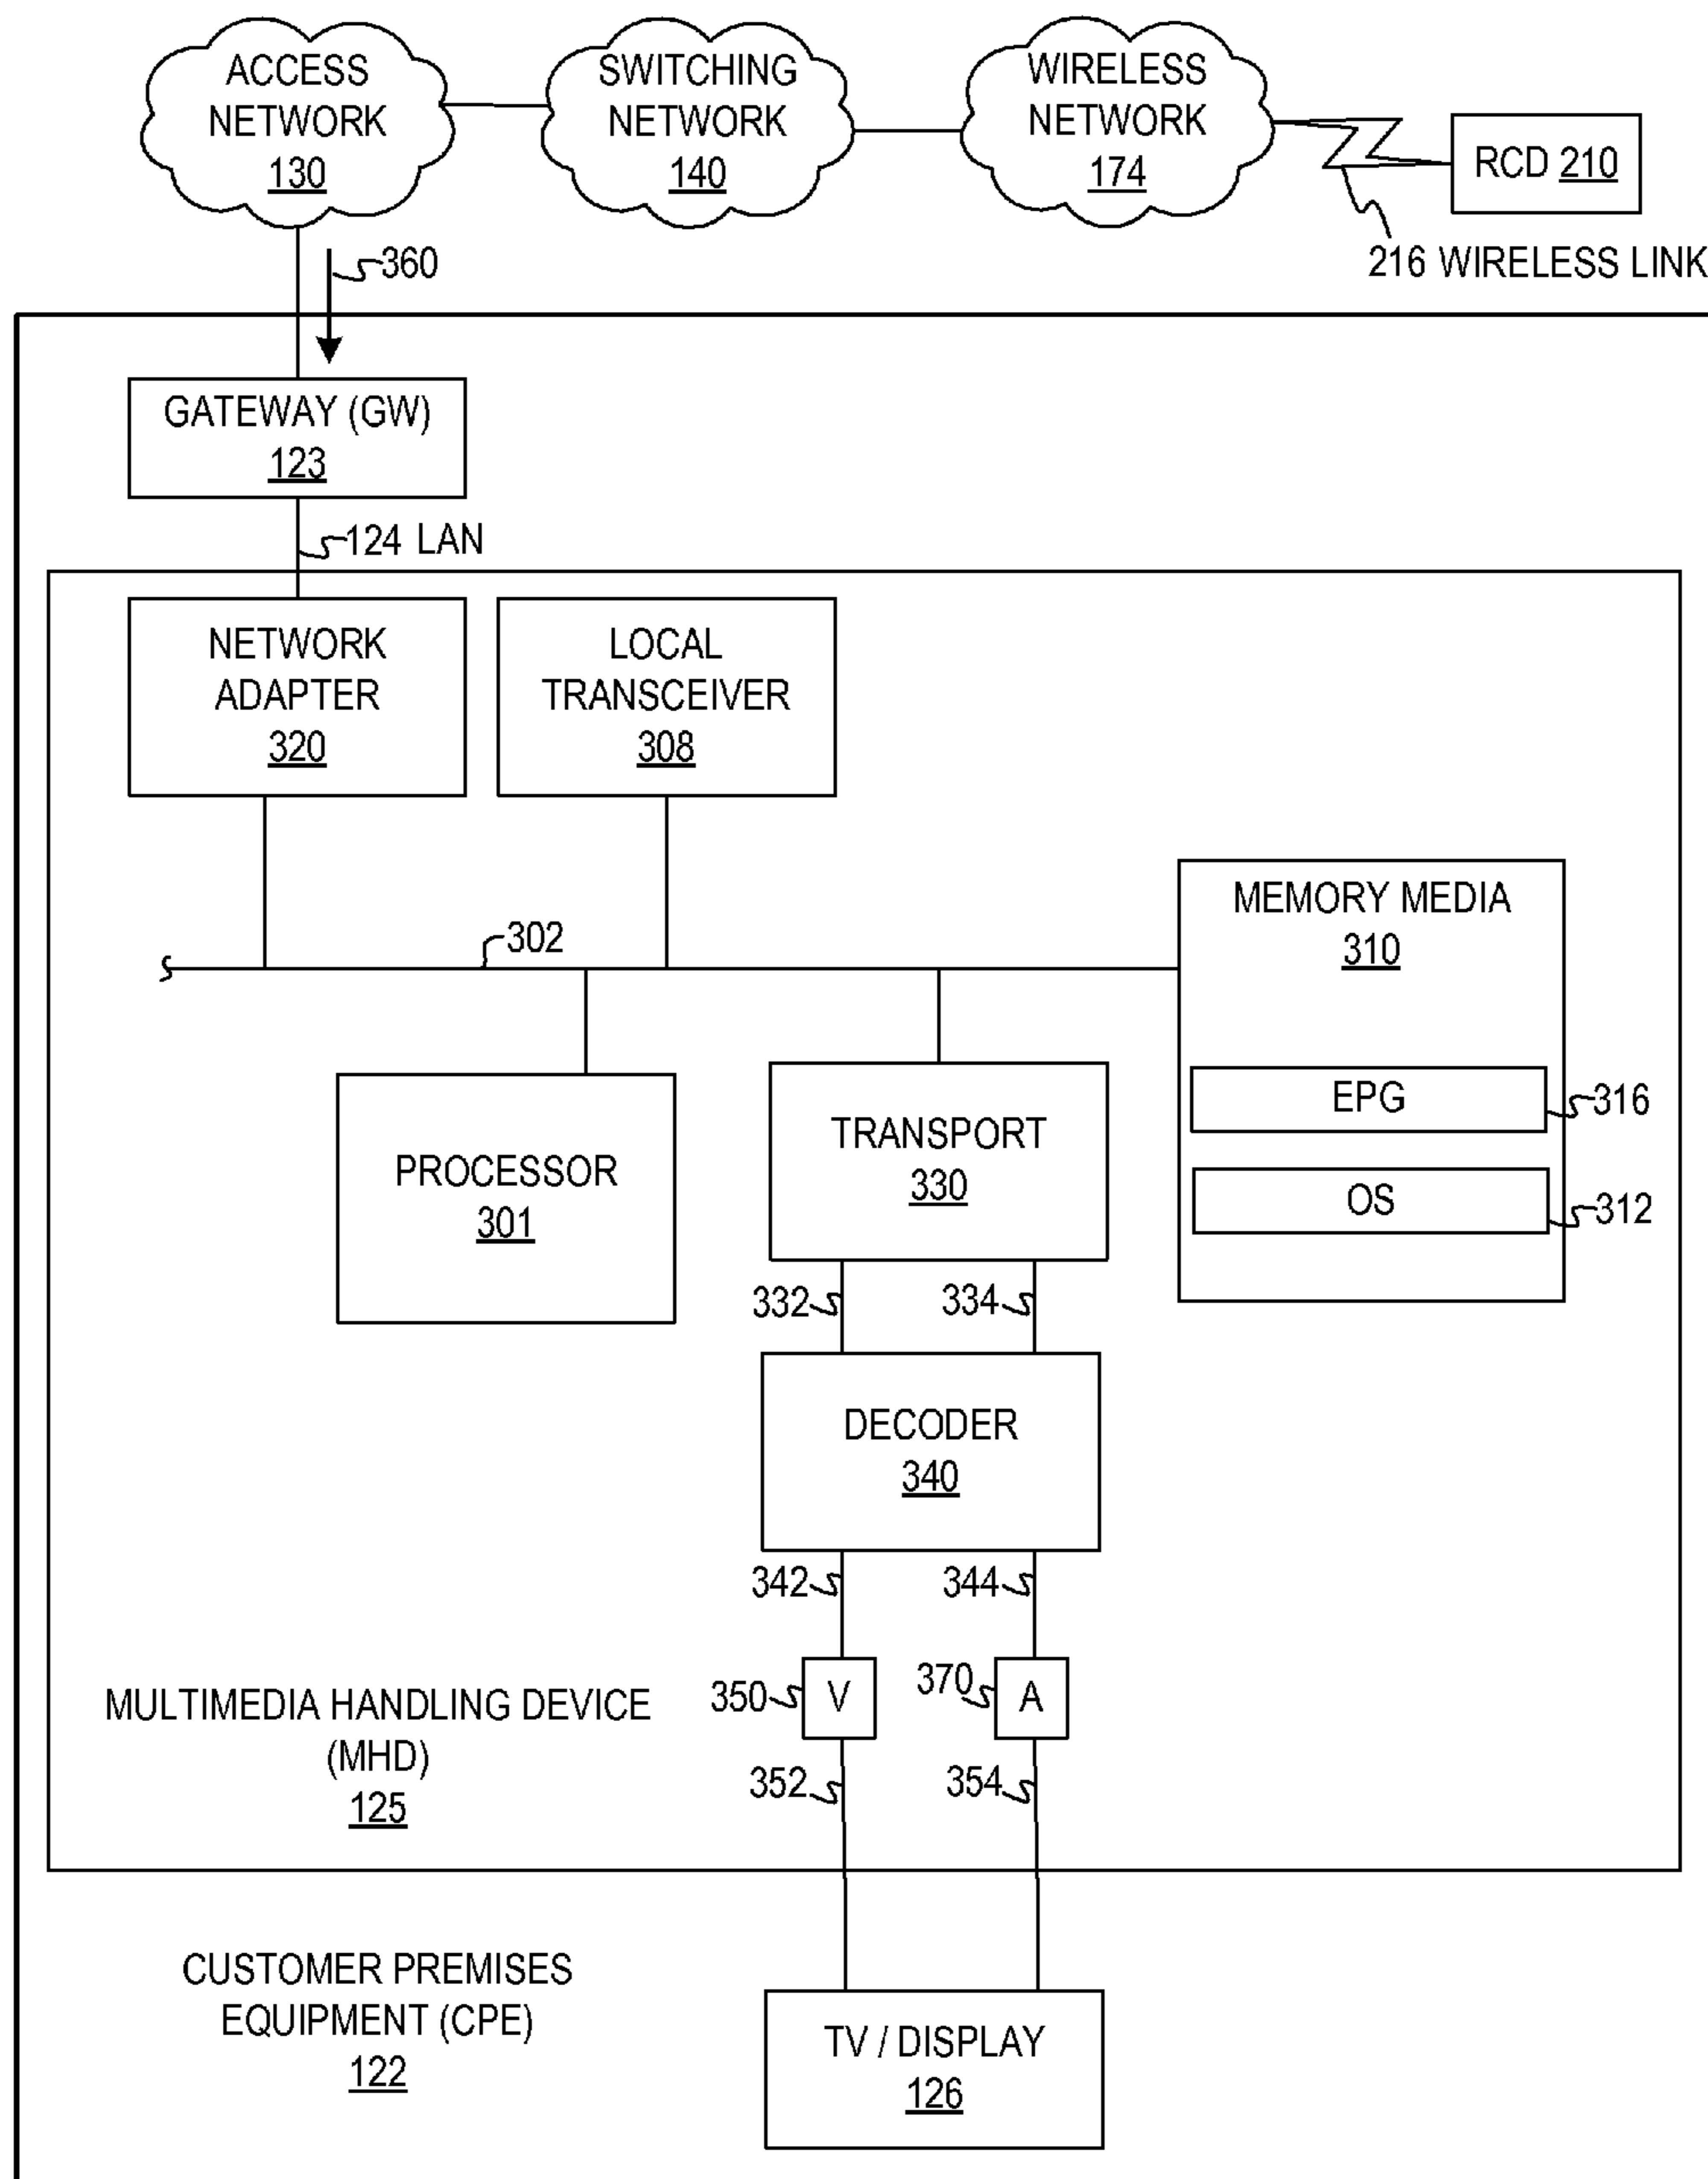 ACCESS
NETWORK
130
SWITCHING
NETWORK
140
WIRELESS
NETWORK
174
RCD 210
216 WIRELESS LINK
360
GATEWAY (GW)
123
124 LAN
NETWORK
ADAPTER
320
LOCAL
TRANSCEIVER
308
302
MEMORY MEDIA
310
EPG
316
OS
312
PROCESSOR
301
TRANSPORT
330
332
334
DECODER
340
342
344
350
V
370
A
352
354
MULTIMEDIA HANDLING DEVICE
(MHD)
125
CUSTOMER PREMISES
EQUIPMENT (CPE)
122
TV / DISPLAY
126